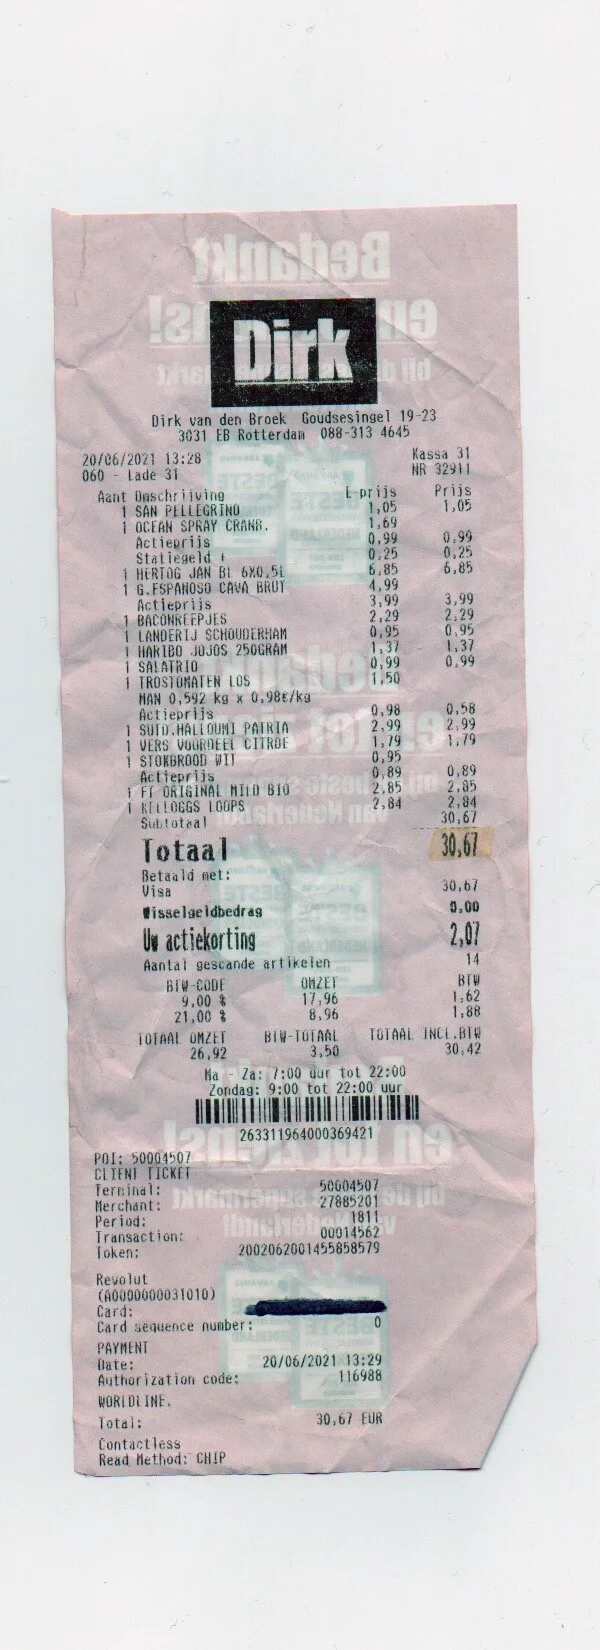 Dirk
Dirk van den Broek Goudsesingel 19-23
3031 EB Rotterdam 088-313 4645
20/06/2021 13:28 Kassa 31
060 - Lade 31 NR 32911
Aant Omschrijving E-prijs Prijs
1 SAN PELLEGRINO 1,05 1,05
1 OCEAN SPRAY CRANB. 1,69
Actieprijs 0,99 0,99
Statiegeld + 0,25 0,25
1 HERTOG JAN BL 6X0,5L 6,85 6,85
1 G.ESPANOSO CAVA BRUT 4,99
Actieprijs 3,99 3,99
1 BACONREEPJES 2,29 2,29
1 LANDERIJ SCHOUDERHAM 0,95 0,95
1 HARIBO JOJOS 250GRAM 1,37 1,37
1 SALATRIO 0,99 0,99
1 TROSTOMATEN LOS 1,50
MAN 0,592 kg x 0,98£/kg
Actieprijs 0,98 0,58
1 SUTD.HALLOUMI PATRIA 2,99 2,99
1 VERS VOORDEEL CITROE 1,79 1,79
1 STOKBROOD WIT 0,95
Actieprijs 0,89 0,89
1 FF ORIGINAL MILD BIO 2,85 2,85
1 KELLOGGS LOOPS 2,84 2,84
Subtotaal 30,67
Totaal 30,67
Betaald met:
Visa 30,67
Wisselgeldbedrag 0,00
Uw actiekorting 2,07
Aantal gescande artikelen 14
BTW-CODE OMZET BTW
9,00 % 17,96 1,62
21,00 % 8,96 1,88
TOTAAL OMZET BTW-TOTAAL TOTAAL INCL.BTW
26,92 3,50 30,42
Ma - Za: 7:00 uur tot 22:00
Zondag: 9:00 tot 22:00 uur
263311964000369421
POI: 50004507
CLIENT TICKET
Terminal: 50004507
Merchant: 27885201
Period: 1811
Transaction: 00014562
Token: 2002062001455858579
Revolut
(A0000000031010)
Card:
Card sequence number: 0
PAYMENT
Date: 20/06/2021 13:29
Authorization code: 116988
WORLDLINE.
Total: 30,67 EUR
Contactless
Read Method: CHIP